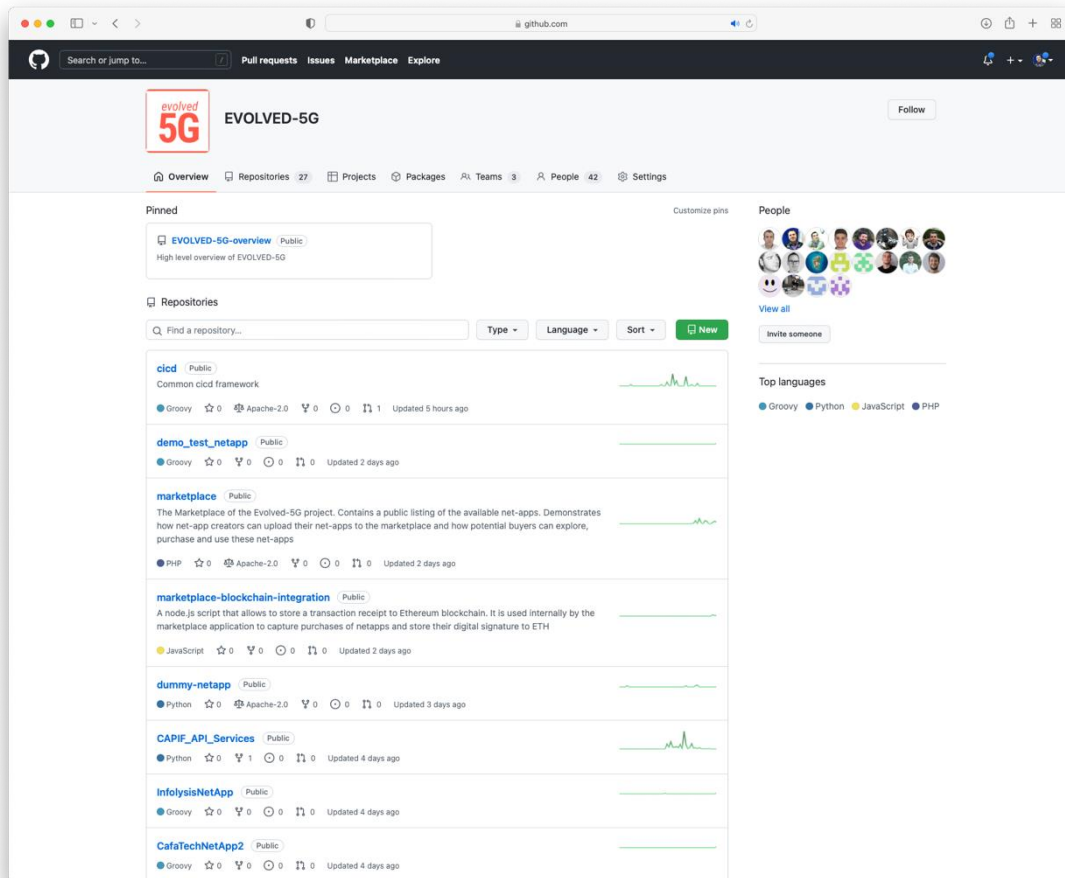 github.com
Search or jump to...
/
Pull requests Issues Marketplace Explore
evolved
5G
EVOLVED-5G
Follow
Overview Repositories 27 Projects Packages Teams 3 People 42 Settings
Pinned
Customize pins
EVOLVED-5G-overview Public
High level overview of EVOLVED-5G
Repositories
Find a repository...
Type Language Sort New
cicd Public
Common cicd framework
Groovy 0 Apache-2.0 0 0 1 Updated 5 hours ago
demo_test_netapp Public
Groovy 0 0 0 0 Updated 2 days ago
marketplace Public
The Marketplace of the Evolved-5G project. Contains a public listing of the available net-apps. Demonstrates
how net-app creators can upload their net-apps to the marketplace and how potential buyers can explore,
purchase and use these net-apps
PHP 0 Apache-2.0 0 0 0 Updated 2 days ago
marketplace-blockchain-integration Public
A node.js script that allows to store a transaction receipt to Ethereum blockchain. It is used internally by the
marketplace application to capture purchases of netapps and store their digital signature to ETH
JavaScript 0 0 0 0 Updated 2 days ago
dummy-netapp Public
Python 0 Apache-2.0 0 0 0 Updated 3 days ago
CAPIF_API_Services Public
Python 0 1 0 0 Updated 4 days ago
InfolysisNetApp Public
Groovy 0 0 0 0 Updated 4 days ago
CafaTechNetApp2 Public
Groovy 0 0 0 0 Updated 4 days ago
People
View all
Invite someone
Top languages
Groovy Python JavaScript PHP